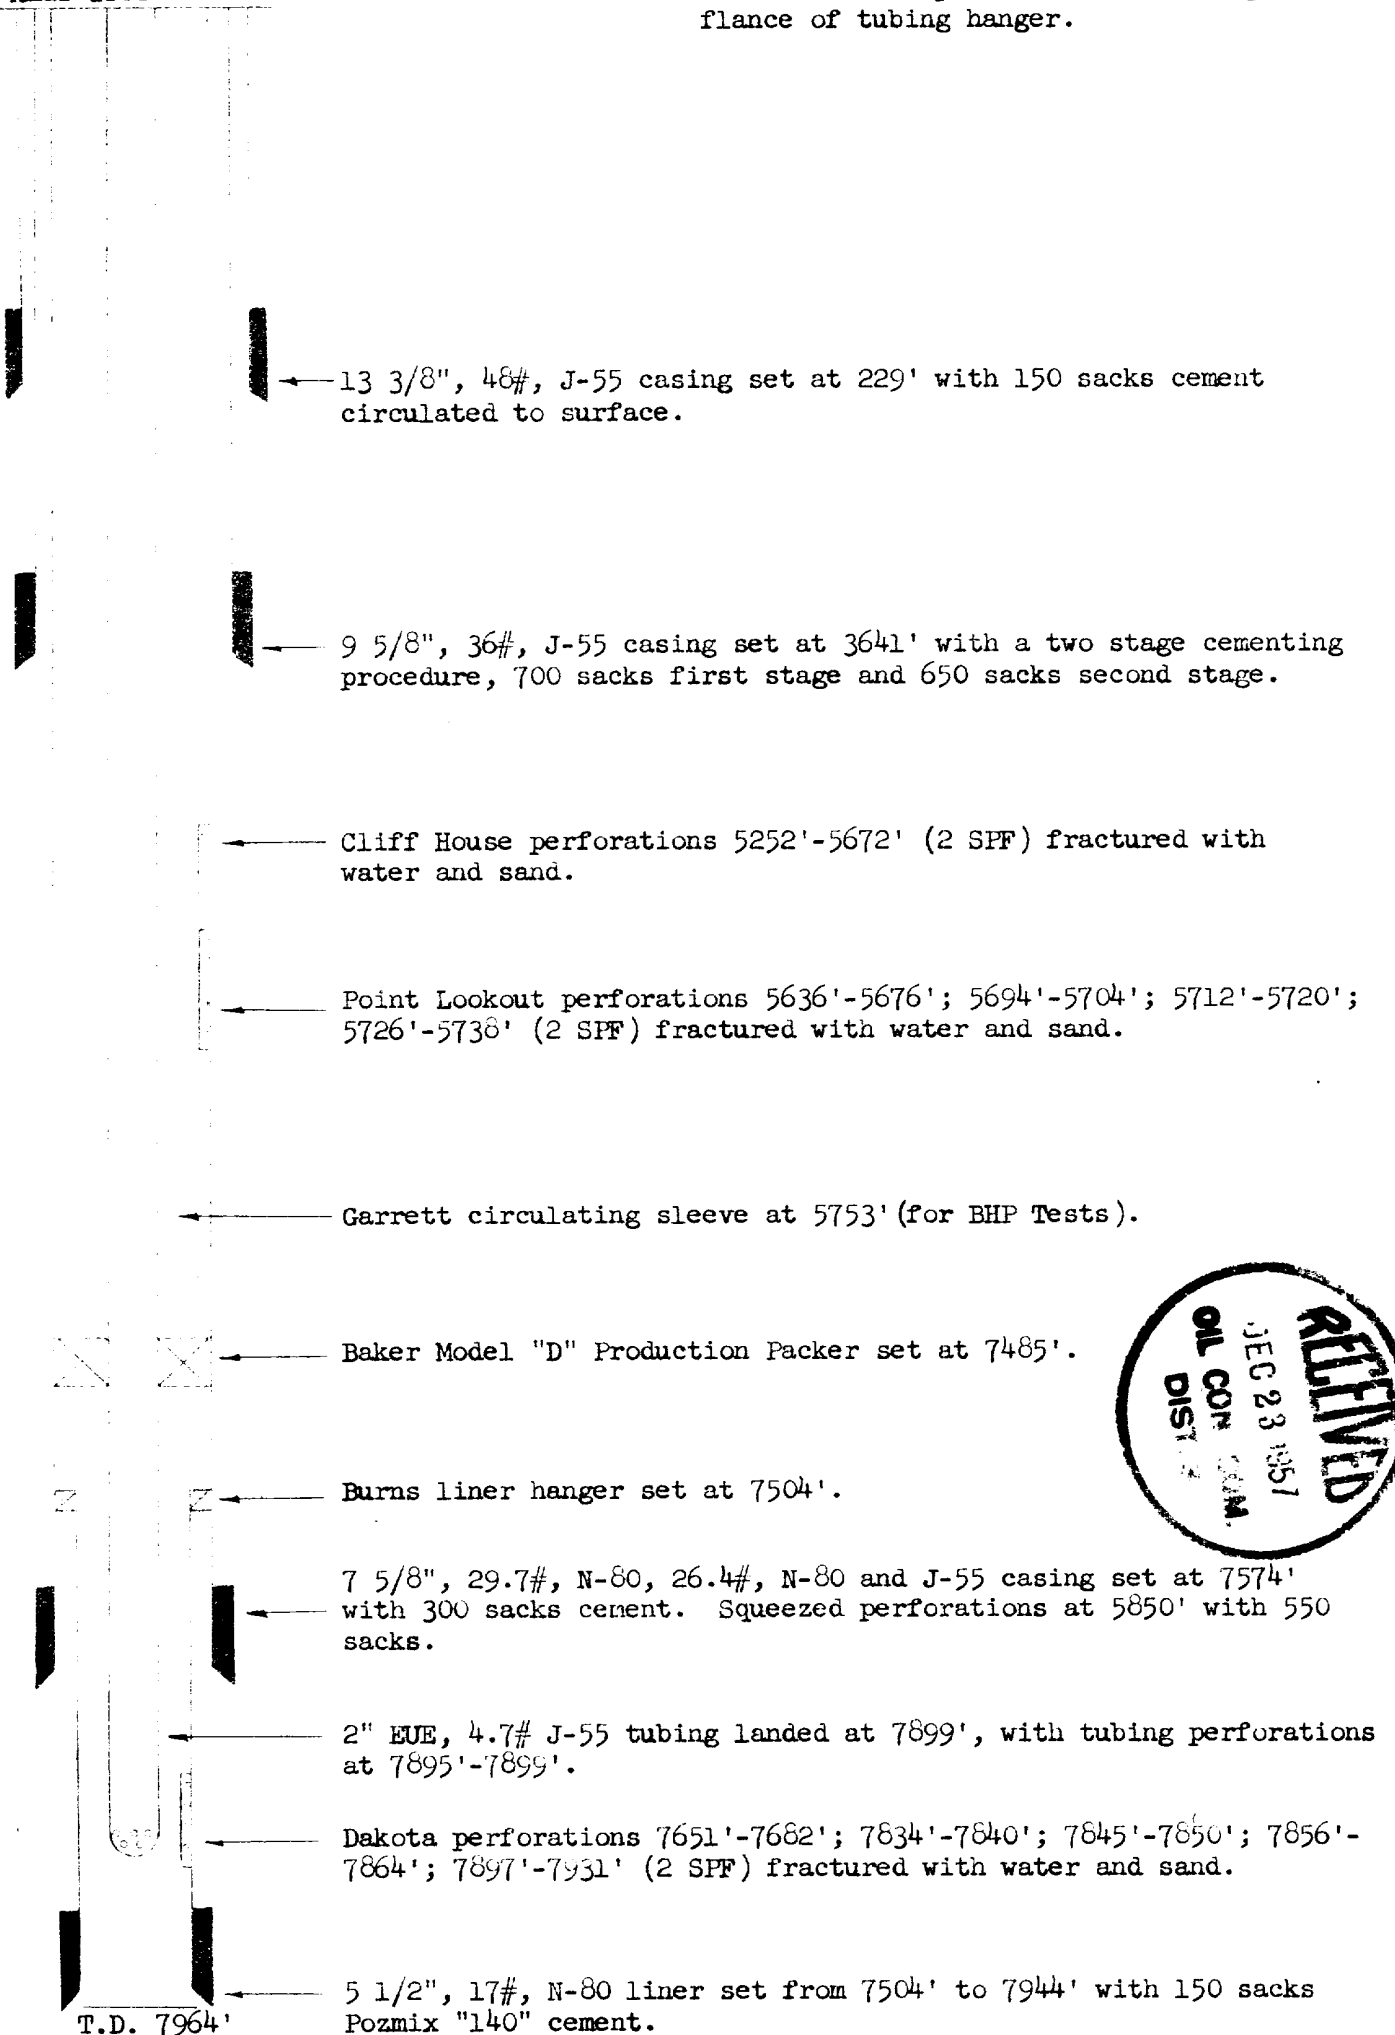 flance of tubing hanger.
13 3/8", 48#, J-55 casing set at 229' with 150 sacks cement
circulated to surface.
9 5/8", 36#, J-55 casing set at 3641' with a two stage cementing
procedure, 700 sacks first stage and 650 sacks second stage.
Cliff House perforations 5252'-5672' (2 SPF) fractured with
water and sand.
Point Lookout perforations 5636'-5676'; 5694'-5704'; 5712'-5720';
5726'-5738' (2 SPF) fractured with water and sand.
Garrett circulating sleeve at 5753' (for BHP Tests).
Baker Model "D" Production Packer set at 7485'.
RECEIVED
DEC 23 1957
OIL CON. COM.
DIST.
Burns liner hanger set at 7504'.
7 5/8", 29.7#, N-80, 26.4#, N-80 and J-55 casing set at 7574'
with 300 sacks cement. Squeezed perforations at 5850' with 550
sacks.
2" EUE, 4.7# J-55 tubing landed at 7899', with tubing perforations
at 7895'-7899'.
Dakota perforations 7651'-7682'; 7834'-7840'; 7845'-7850'; 7856'-
7864'; 7897'-7931' (2 SPF) fractured with water and sand.
5 1/2", 17#, N-80 liner set from 7504' to 7944' with 150 sacks
Pozmix "140" cement.
T.D. 7964'